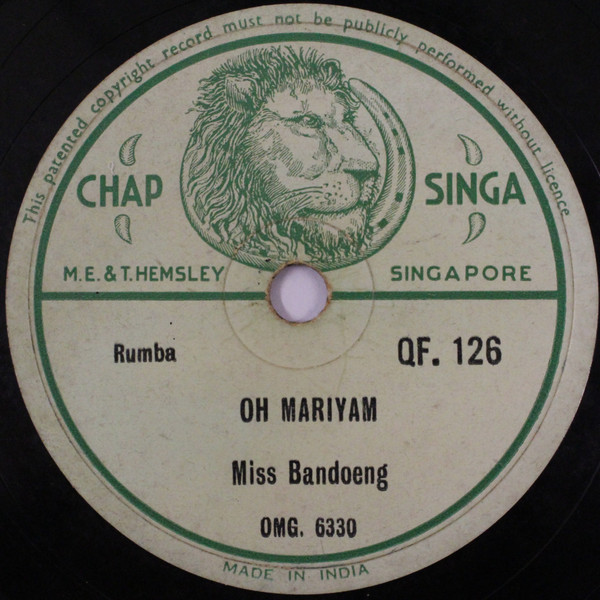 This patented copyright record must not be publicly performed without licence
CHAP SINGA
M.E. & T. HEMSLEY SINGAPORE
Rumba QF. 126
OH MARIYAM
Miss Bandoeng
OMG. 6330
MADE IN INDIA